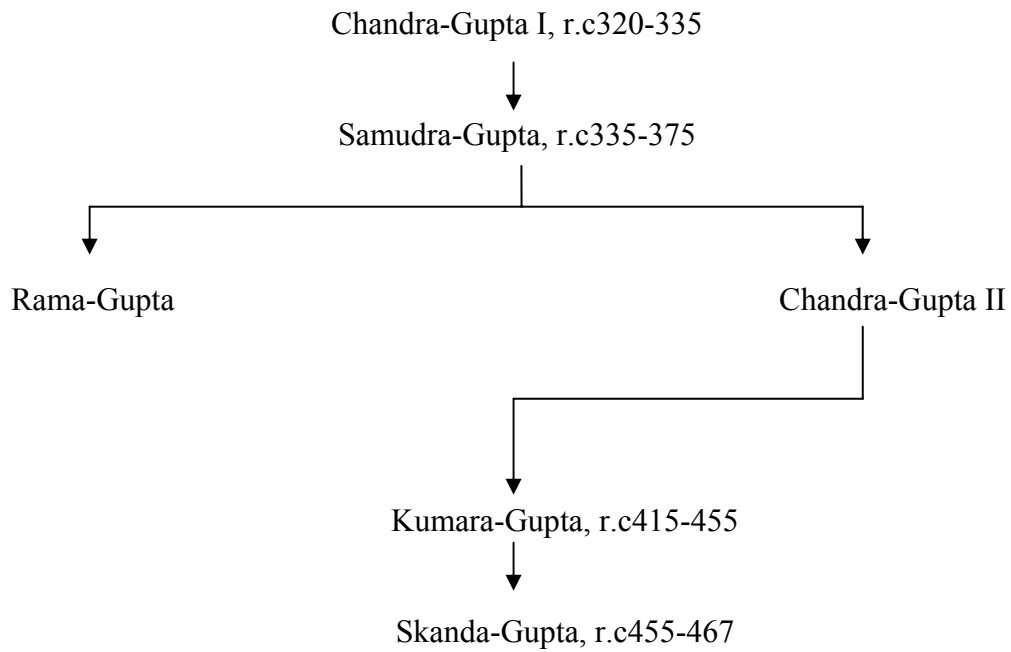 Chandra-Gupta I, r.c320-335
Samudra-Gupta, r.c335-375
Rama-Gupta
Chandra-Gupta II
Kumara-Gupta, r.c415-455
Skanda-Gupta, r.c455-467